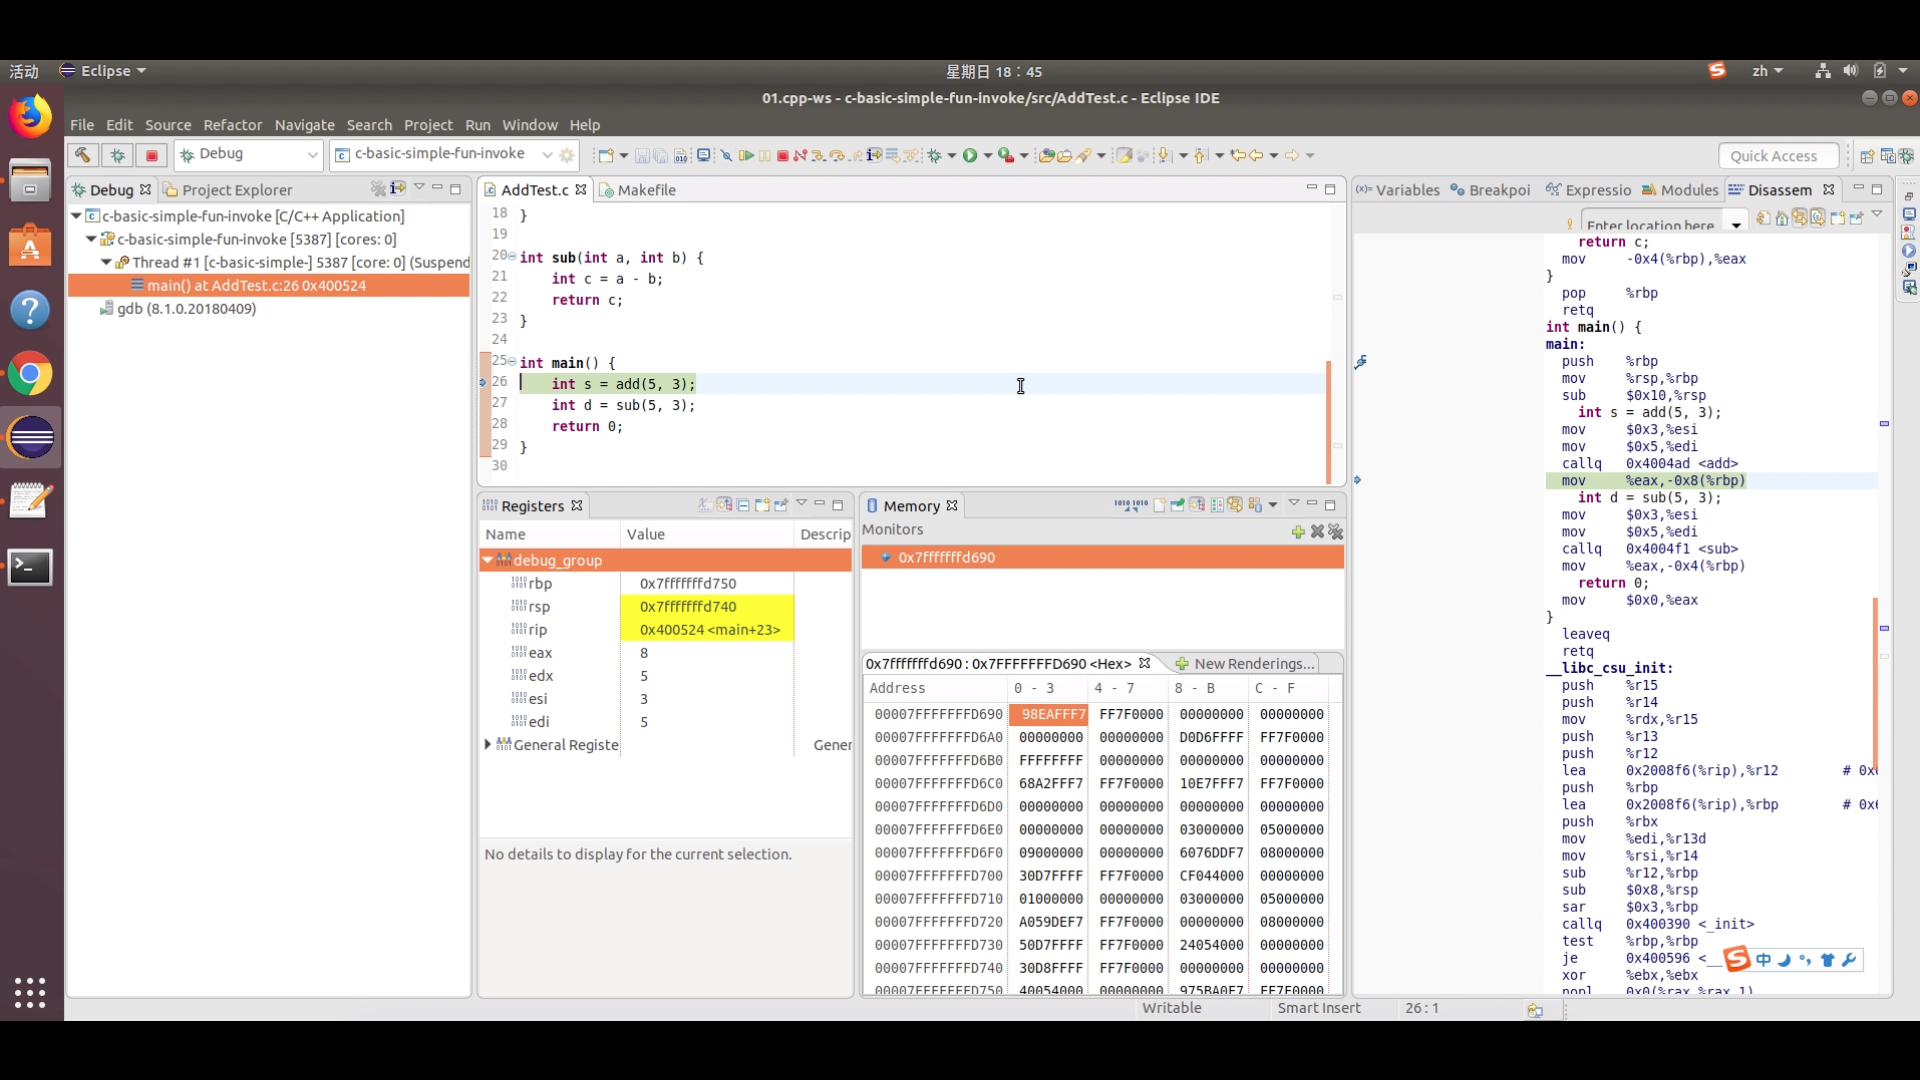 活动 Eclipse 星期日 18：45 zh
01.cpp-ws - c-basic-simple-fun-invoke/src/AddTest.c - Eclipse IDE
File Edit Source Refactor Navigate Search Project Run Window Help
Debug c-basic-simple-fun-invoke Quick Access
Debug Project Explorer
c-basic-simple-fun-invoke [C/C++ Application]
c-basic-simple-fun-invoke [5387] [cores: 0]
Thread #1 [c-basic-simple-] 5387 [core: 0] (Suspend
main() at AddTest.c:26 0x400524
gdb (8.1.0.20180409)
AddTest.c Makefile
18 }
19
20 int sub(int a, int b) {
21 int c = a - b;
22 return c;
23 }
24
25 int main() {
26 int s = add(5, 3);
27 int d = sub(5, 3);
28 return 0;
29 }
30
Registers
Name Value Descrip
debug_group
rbp 0x7fffffffd750
rsp 0x7fffffffd740
rip 0x400524 <main+23>
eax 8
edx 5
esi 3
edi 5
General Registe Gener
No details to display for the current selection.
Memory
Monitors
0x7fffffffd690
0x7fffffffd690 : 0x7FFFFFFFD690 <Hex> New Renderings...
Address 0 - 3 4 - 7 8 - B C - F
00007FFFFFFFD690 98EAFFF7 FF7F0000 00000000 00000000
00007FFFFFFFD6A0 00000000 00000000 D0D6FFFF FF7F0000
00007FFFFFFFD6B0 FFFFFFFF 00000000 00000000 00000000
00007FFFFFFFD6C0 68A2FFF7 FF7F0000 10E7FFF7 FF7F0000
00007FFFFFFFD6D0 00000000 00000000 00000000 00000000
00007FFFFFFFD6E0 00000000 00000000 03000000 05000000
00007FFFFFFFD6F0 09000000 00000000 6076DDF7 08000000
00007FFFFFFFD700 30D7FFFF FF7F0000 CF044000 00000000
00007FFFFFFFD710 01000000 00000000 03000000 05000000
00007FFFFFFFD720 A059DEF7 FF7F0000 00000000 08000000
00007FFFFFFFD730 50D7FFFF FF7F0000 24054000 00000000
00007FFFFFFFD740 30D8FFFF FF7F0000 00000000 00000000
00007FFFFFFFD750 40054000 00000000 975BA0F7 FF7F0000
Variables Breakpoi Expressio Modules Disassem
Enter location here
return c;
mov -0x4(%rbp),%eax
}
pop %rbp
retq
int main() {
main:
push %rbp
mov %rsp,%rbp
sub $0x10,%rsp
int s = add(5, 3);
mov $0x3,%esi
mov $0x5,%edi
callq 0x4004ad <add>
mov %eax,-0x8(%rbp)
int d = sub(5, 3);
mov $0x3,%esi
mov $0x5,%edi
callq 0x4004f1 <sub>
mov %eax,-0x4(%rbp)
return 0;
mov $0x0,%eax
}
leaveq
retq
__libc_csu_init:
push %r15
push %r14
mov %rdx,%r15
push %r13
push %r12
lea 0x2008f6(%rip),%r12 # 0x
push %rbp
lea 0x2008f6(%rip),%rbp # 0x
push %rbx
mov %edi,%r13d
mov %rsi,%r14
sub %r12,%rbp
sub $0x8,%rsp
sar $0x3,%rbp
callq 0x400390 <_init>
test %rbp,%rbp
je 0x400596 <__
中
xor %ebx,%ebx
nopl 0x0(%rax,%rax,1)
Writable Smart Insert 26 : 1